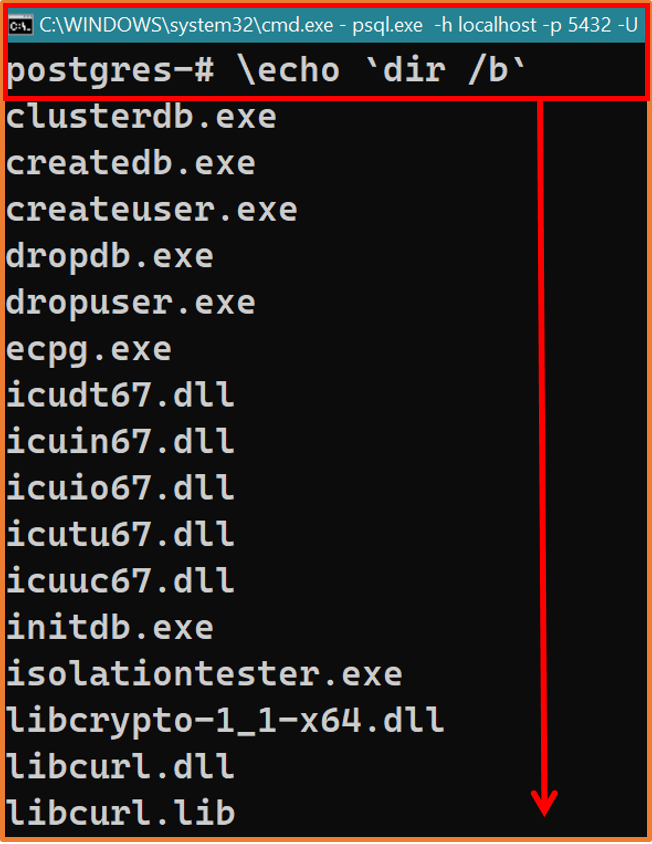 C:\WINDOWS\system32\cmd.exe - psql.exe -h localhost -p 5432 -U
postgres-# \echo `dir /b`
clusterdb.exe
createdb.exe
createuser.exe
dropdb.exe
dropuser.exe
ecpg.exe
icudt67.dll
icuin67.dll
icuio67.dll
icutu67.dll
icuuc67.dll
initdb.exe
isolationtester.exe
libcrypto-1_1-x64.dll
libcurl.dll
libcurl.lib